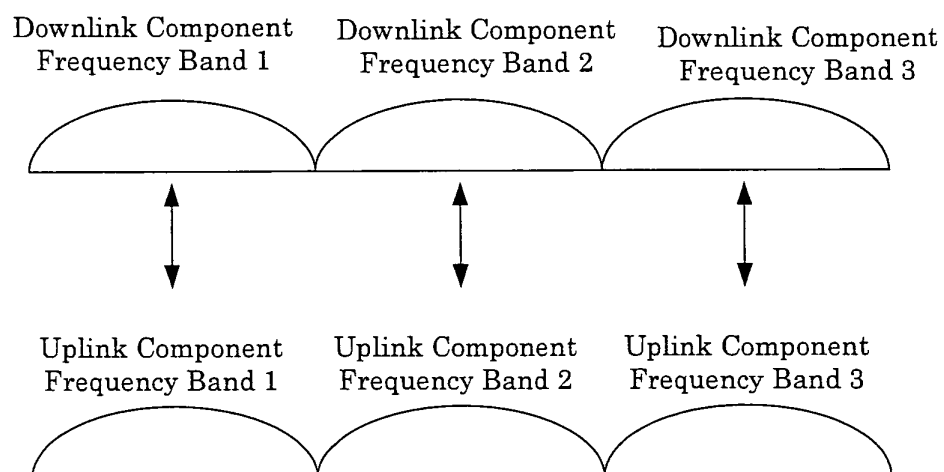 Downlink Component
Frequency Band 1
Downlink Component
Frequency Band 2
Downlink Component
Frequency Band 3
Uplink Component
Frequency Band 1
Uplink Component
Frequency Band 2
Uplink Component
Frequency Band 3